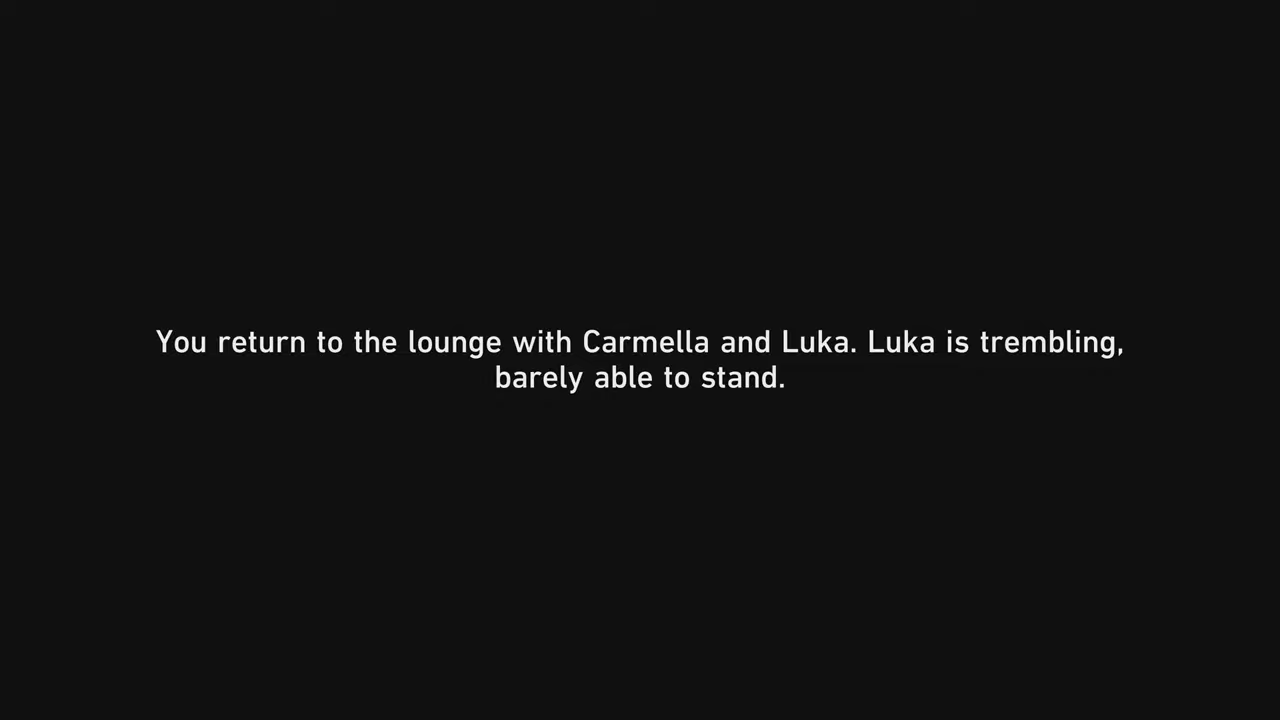 You return to the lounge with Carmella and Luka. Luka is trembling,
barely able to stand.